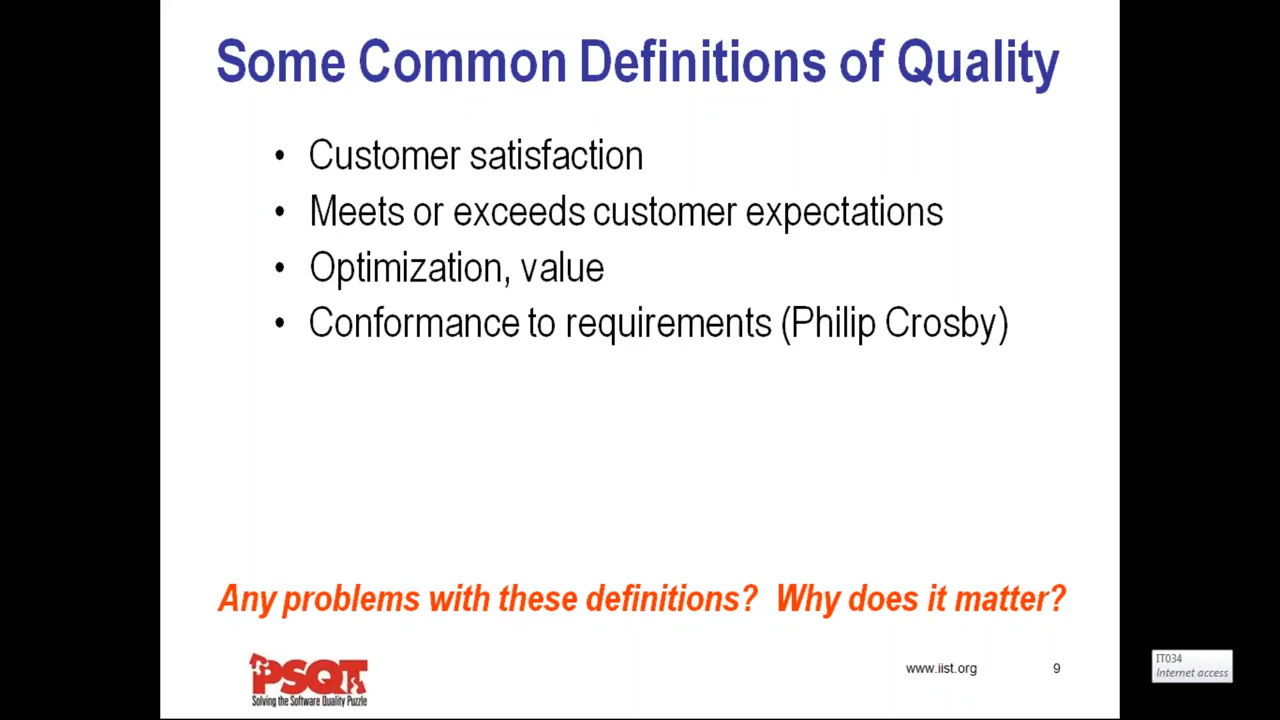 Some Common Definitions of Quality
• Customer satisfaction
• Meets or exceeds customer expectations
• Optimization, value
• Conformance to requirements (Philip Crosby)
Any problems with these definitions? Why does it matter?
PSQT
Solving the Software Quality Puzzle
www.iist.org
9
IT034
Internet access